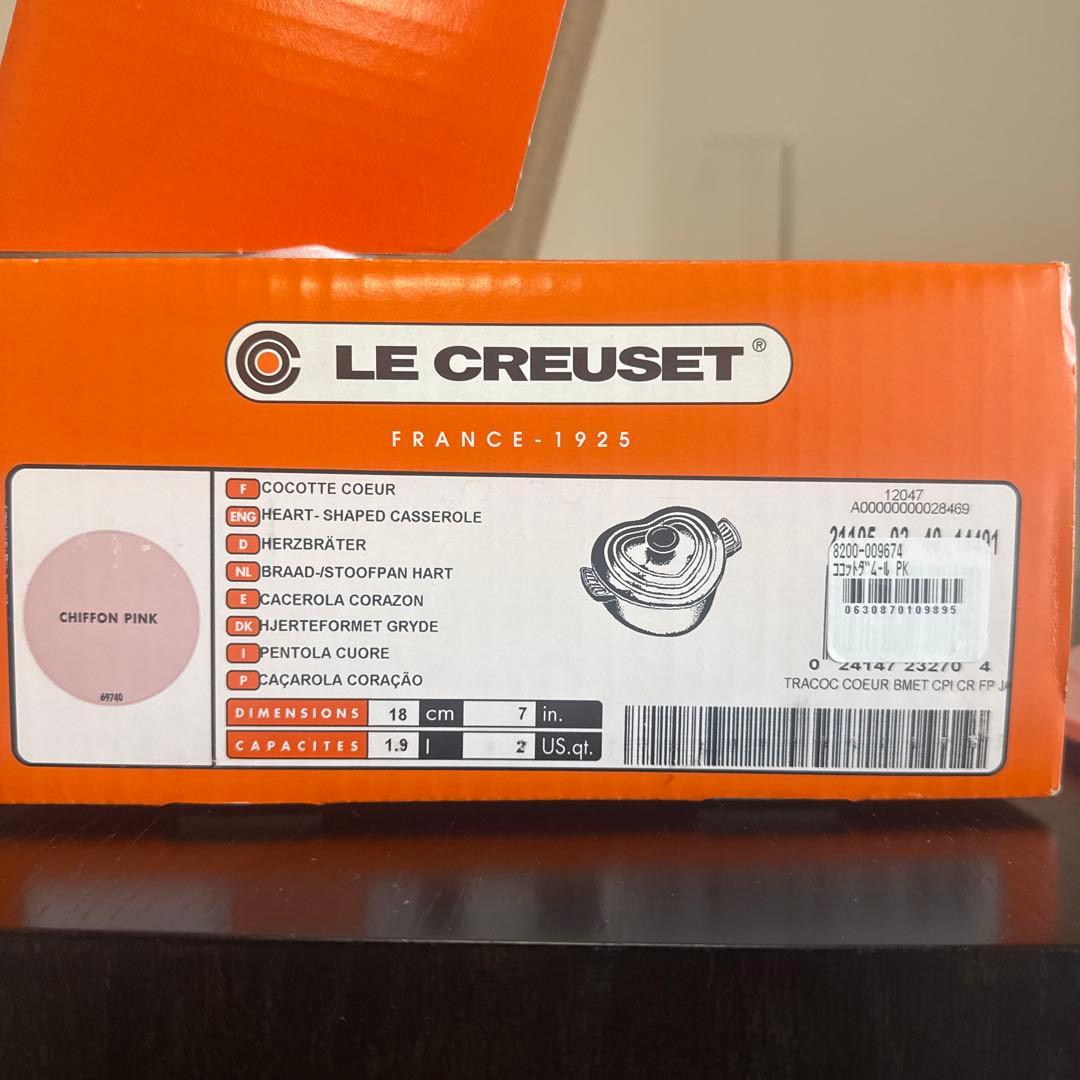 LE CREUSET ®
FRANCE-1925
CHIFFON PINK
69740
F COCOTTE COEUR
ENG HEART- SHAPED CASSEROLE
D HERZBRÄTER
NL BRAAD-/STOOFPAN HART
E CACEROLA CORAZON
DK HJERTEFORMET GRYDE
I PENTOLA CUORE
P CAÇAROLA CORAÇÃO
DIMENSIONS 18 cm 7 in.
CAPACITES 1.9 l 2 US.qt.
12047
A00000000028469
8200-009674
ココットダムール PK
0630870109895
0 24147 23270 4
TRACOC COEUR BMET CPI CR FP